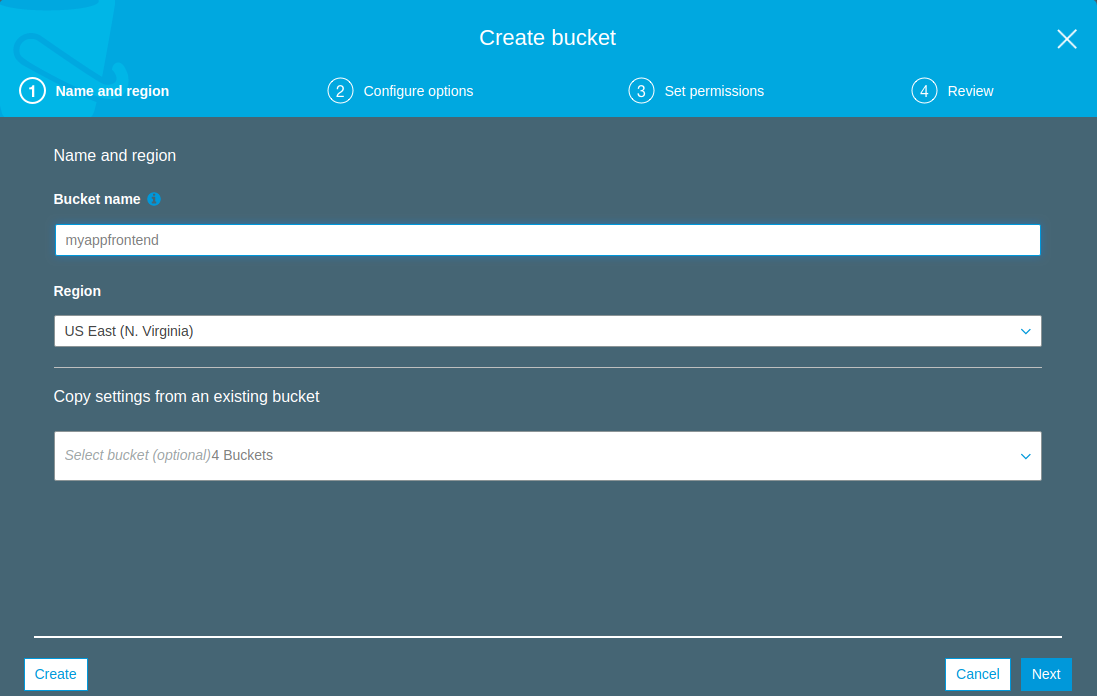 Create bucket
1 Name and region 2 Configure options 3 Set permissions 4 Review
Name and region
Bucket name
myappfrontend
Region
US East (N. Virginia)
Copy settings from an existing bucket
Select bucket (optional)4 Buckets
Create Cancel Next